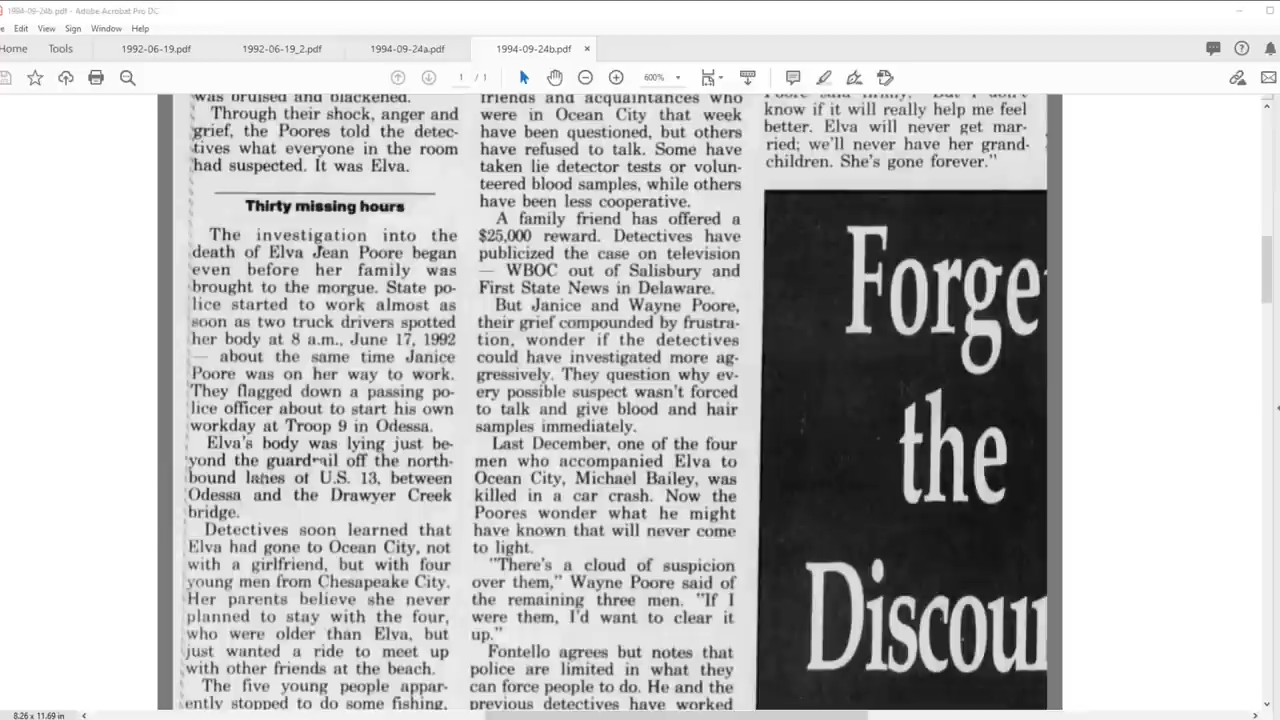 1994-09-24b.pdf - Adobe Acrobat Pro DC
Edit View Sign Window Help
Home Tools 1992-06-19.pdf 1992-06-19_2.pdf 1994-09-24a.pdf 1994-09-24b.pdf ×
1 / 1 600%
was bruised and blackened.
Through their shock, anger and
grief, the Poores told the detec-
tives what everyone in the room
had suspected. It was Elva.
Thirty missing hours
The investigation into the
death of Elva Jean Poore began
even before her family was
brought to the morgue. State po-
lice started to work almost as
soon as two truck drivers spotted
her body at 8 a.m., June 17, 1992
— about the same time Janice
Poore was on her way to work.
They flagged down a passing po-
lice officer about to start his own
workday at Troop 9 in Odessa.
Elva's body was lying just be-
yond the guardrail off the north-
bound lanes of U.S. 13, between
Odessa and the Drawyer Creek
bridge.
Detectives soon learned that
Elva had gone to Ocean City, not
with a girlfriend, but with four
young men from Chesapeake City.
Her parents believe she never
planned to stay with the four,
who were older than Elva, but
just wanted a ride to meet up
with other friends at the beach.
The five young people appar-
ently stopped to do some fishing,
friends and acquaintances who
were in Ocean City that week
have been questioned, but others
have refused to talk. Some have
taken lie detector tests or volun-
teered blood samples, while others
have been less cooperative.
A family friend has offered a
$25,000 reward. Detectives have
publicized the case on television
— WBOC out of Salisbury and
First State News in Delaware.
But Janice and Wayne Poore,
their grief compounded by frustra-
tion, wonder if the detectives
could have investigated more ag-
gressively. They question why ev-
ery possible suspect wasn't forced
to talk and give blood and hair
samples immediately.
Last December, one of the four
men who accompanied Elva to
Ocean City, Michael Bailey, was
killed in a car crash. Now the
Poores wonder what he might
have known that will never come
to light.
"There's a cloud of suspicion
over them," Wayne Poore said of
the remaining three men. "If I
were them, I'd want to clear it
up."
Fontello agrees but notes that
police are limited in what they
can force people to do. He and the
previous detectives have worked
Poore said firmly, "But I don't
know if it will really help me feel
better. Elva will never get mar-
ried; we'll never have her grand-
children. She's gone forever."
Forge
the
Discou
8.26 x 11.69 in